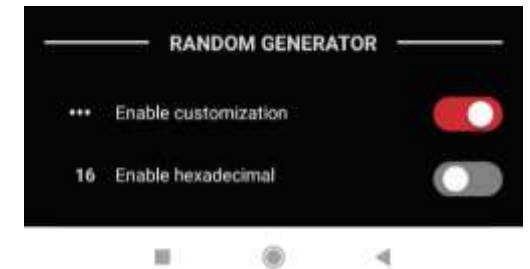 RANDOM GENERATOR
••• Enable customization
16 Enable hexadecimal